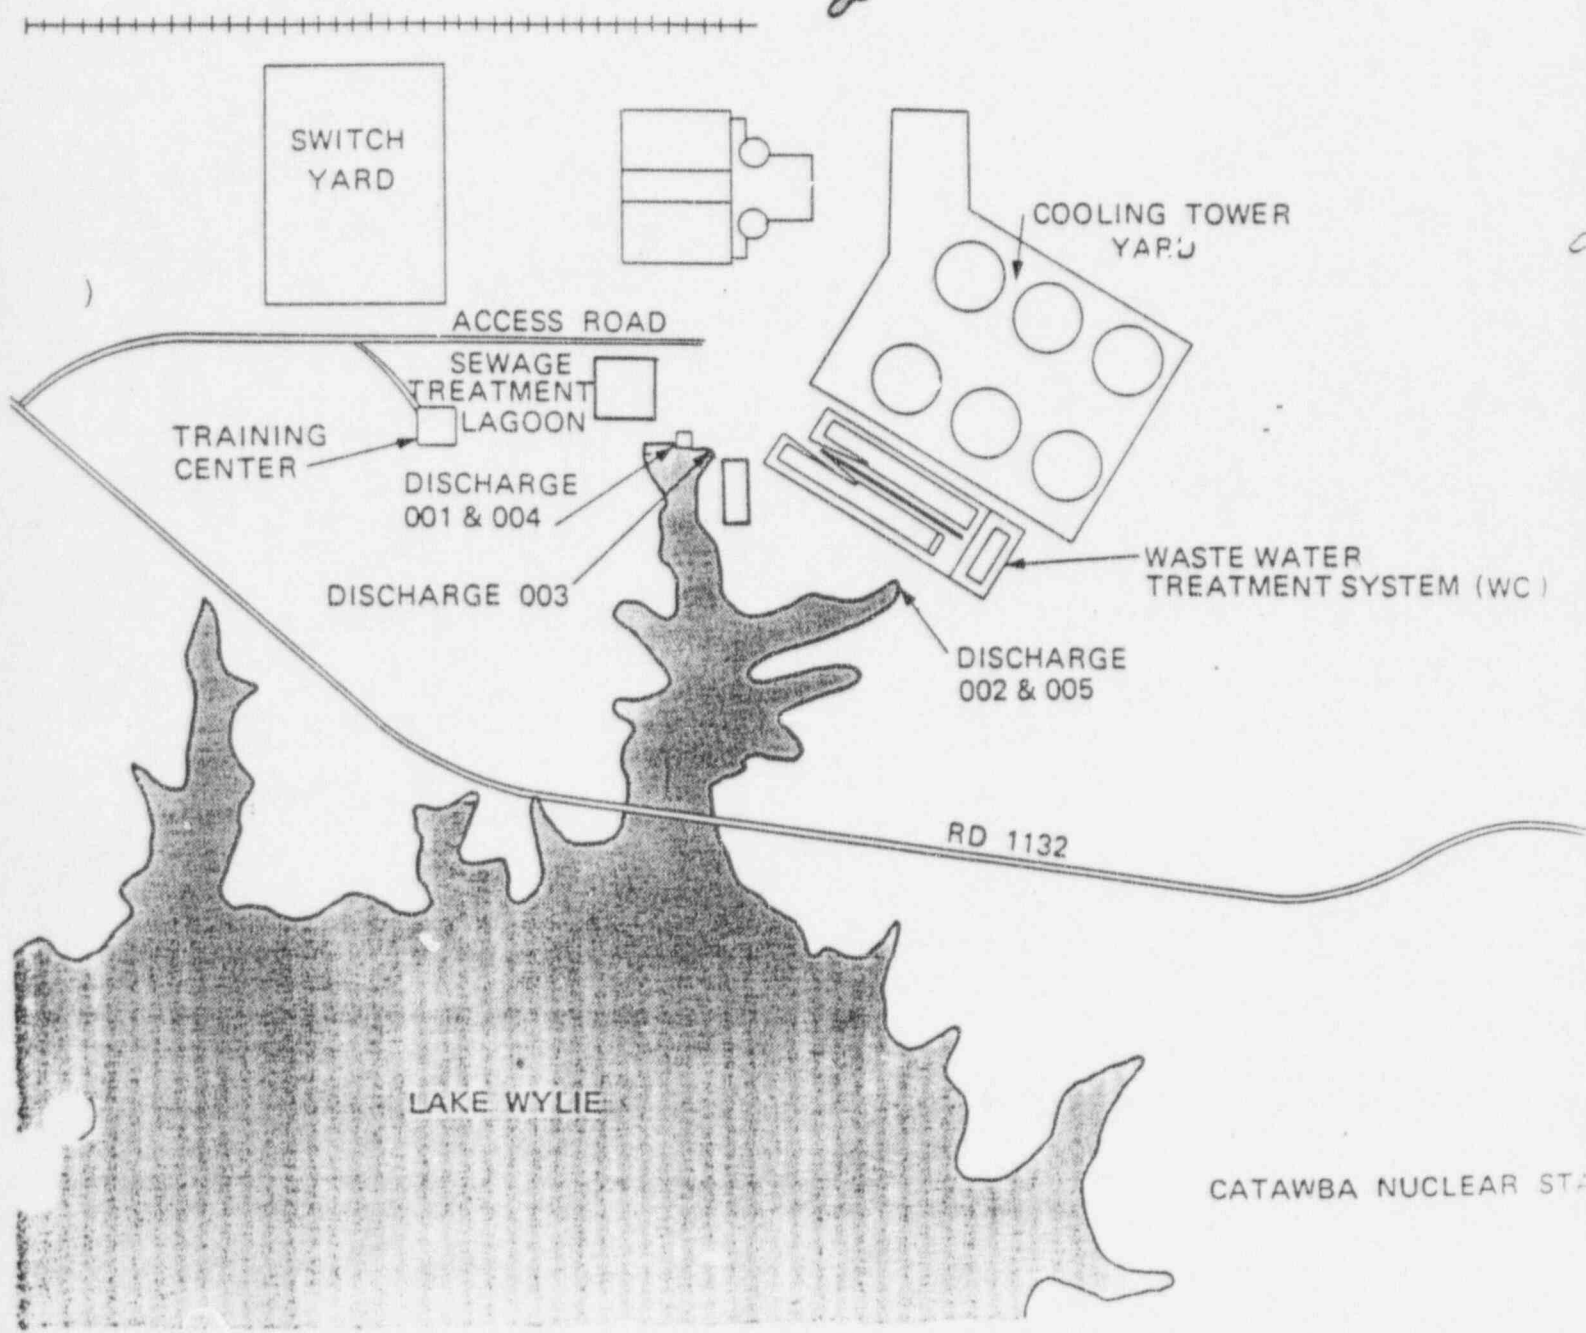 SWITCH
YARD
COOLING TOWER
YARD
ACCESS ROAD
SEWAGE
TREATMENT
LAGOON
TRAINING
CENTER
DISCHARGE
001 & 004
DISCHARGE 003
WASTE WATER
TREATMENT SYSTEM (WC)
DISCHARGE
002 & 005
RD 1132
LAKE WYLIE
CATAWBA NUCLEAR